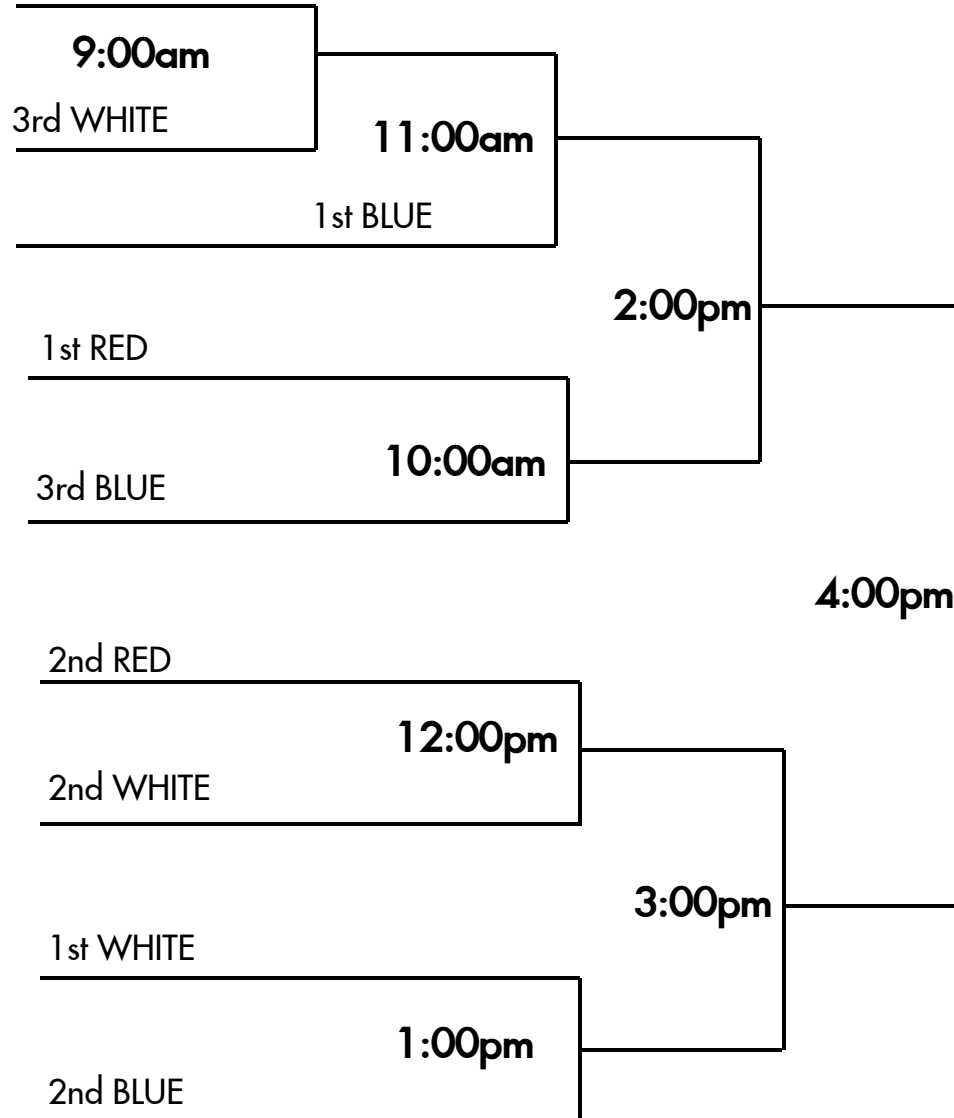 9:00am
3rd WHITE
11:00am
1st BLUE
2:00pm
1st RED
10:00am
3rd BLUE
4:00pm
2nd RED
12:00pm
2nd WHITE
3:00pm
1st WHITE
1:00pm
2nd BLUE